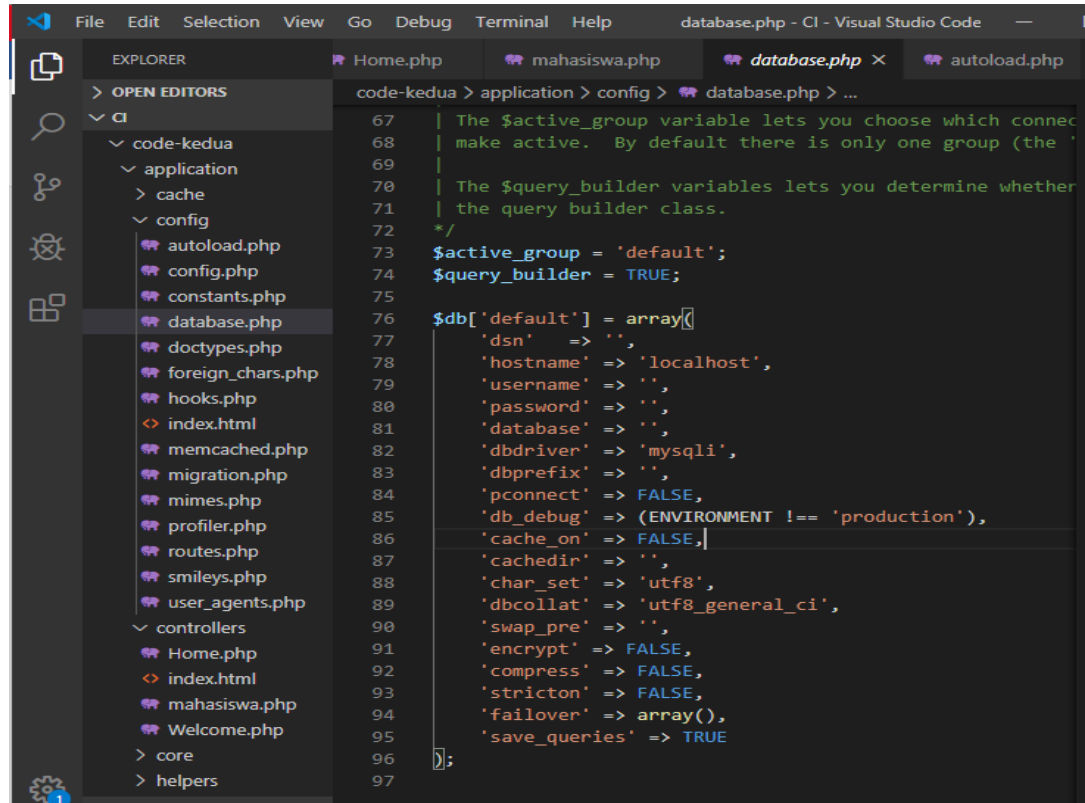 File Edit Selection View Go Debug Terminal Help database.php - CI - Visual Studio Code
EXPLORER
> OPEN EDITORS
CI
code-kedua
application
> cache
config
autoload.php
config.php
constants.php
database.php
doctypes.php
foreign_chars.php
hooks.php
<> index.html
memcached.php
migration.php
mimes.php
profiler.php
routes.php
smileys.php
user_agents.php
controllers
Home.php
<> index.html
mahasiswa.php
Welcome.php
> core
> helpers
1
Home.php mahasiswa.php database.php × autoload.php
code-kedua > application > config > database.php > ...
67 | The $active_group variable lets you choose which connec
68 | make active. By default there is only one group (the '
69 |
70 | The $query_builder variables lets you determine whether
71 | the query builder class.
72 */
73 $active_group = 'default';
74 $query_builder = TRUE;
75
76 $db['default'] = array(
77 'dsn' => '',
78 'hostname' => 'localhost',
79 'username' => '',
80 'password' => '',
81 'database' => '',
82 'dbdriver' => 'mysqli',
83 'dbprefix' => '',
84 'pconnect' => FALSE,
85 'db_debug' => (ENVIRONMENT !== 'production'),
86 'cache_on' => FALSE,
87 'cachedir' => '',
88 'char_set' => 'utf8',
89 'dbcollat' => 'utf8_general_ci',
90 'swap_pre' => '',
91 'encrypt' => FALSE,
92 'compress' => FALSE,
93 'stricton' => FALSE,
94 'failover' => array(),
95 'save_queries' => TRUE
96 );
97